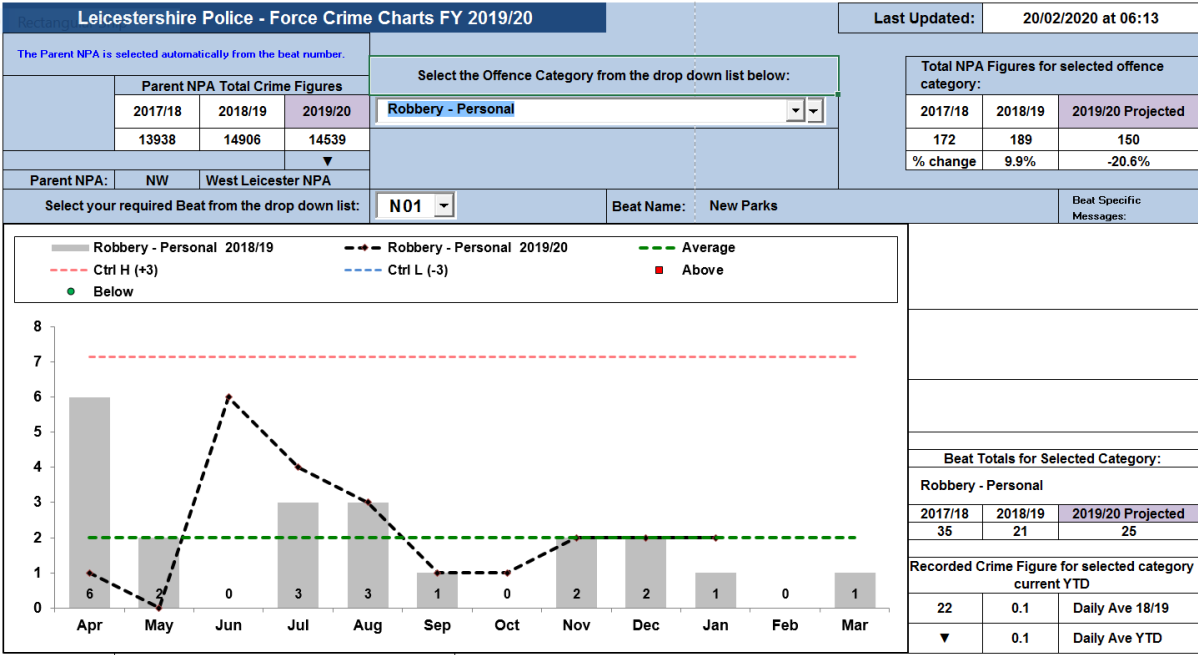 Leicestershire Police - Force Crime Charts FY 2019/20
Last Updated: 20/02/2020 at 06:13
The Parent NPA is selected automatically from the beat number.
Parent NPA Total Crime Figures
2017/18 2018/19 2019/20
13938 14906 14539
▼
Parent NPA: NW West Leicester NPA
Select the Offence Category from the drop down list below:
Robbery - Personal
Total NPA Figures for selected offence
category:
2017/18 2018/19 2019/20 Projected
172 189 150
% change 9.9% -20.6%
Select your required Beat from the drop down list: N01 Beat Name: New Parks
Beat Specific
Messages:
Robbery - Personal 2018/19 Robbery - Personal 2019/20 Average
Ctrl H (+3) Ctrl L (-3) Above
Below
8
7
6
5
4
3
2
1
0
6 2 0 3 3 1 0 2 2 1 0 1
Apr May Jun Jul Aug Sep Oct Nov Dec Jan Feb Mar
Beat Totals for Selected Category:
Robbery - Personal
2017/18 2018/19 2019/20 Projected
35 21 25
Recorded Crime Figure for selected category
current YTD
22 0.1 Daily Ave 18/19
▼ 0.1 Daily Ave YTD